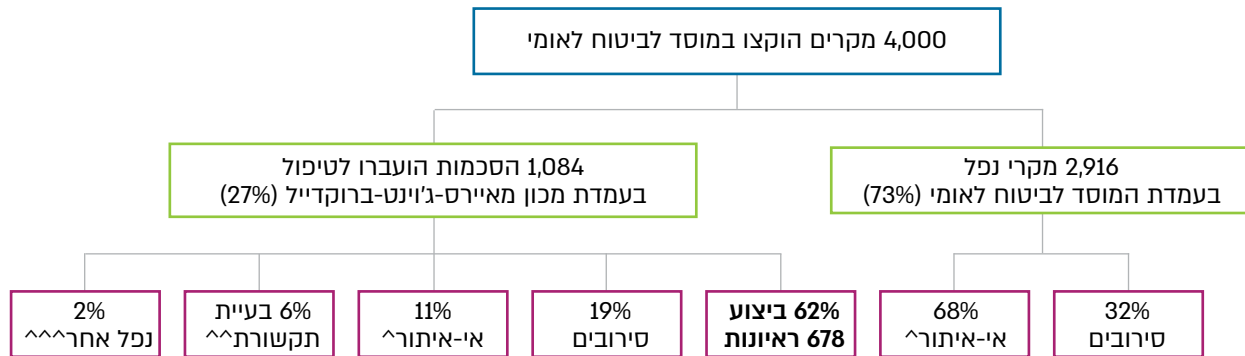 4,000 מקרים הוקצו במוסד לביטוח לאומי
2,916 מקרי נפל
בעמדת המוסד לביטוח לאומי (73%)
1,084 הסכמות הועברו לטיפול
בעמדת מכון מאיירס-ג'וינט-ברוקדייל (27%)
32%
סירובים
68%
אי-איתור^
62% ביצוע
678 ראיונות
19%
סירובים
11%
אי-איתור^
6% בעיית
תקשורת^^
2%
נפל אחר^^^